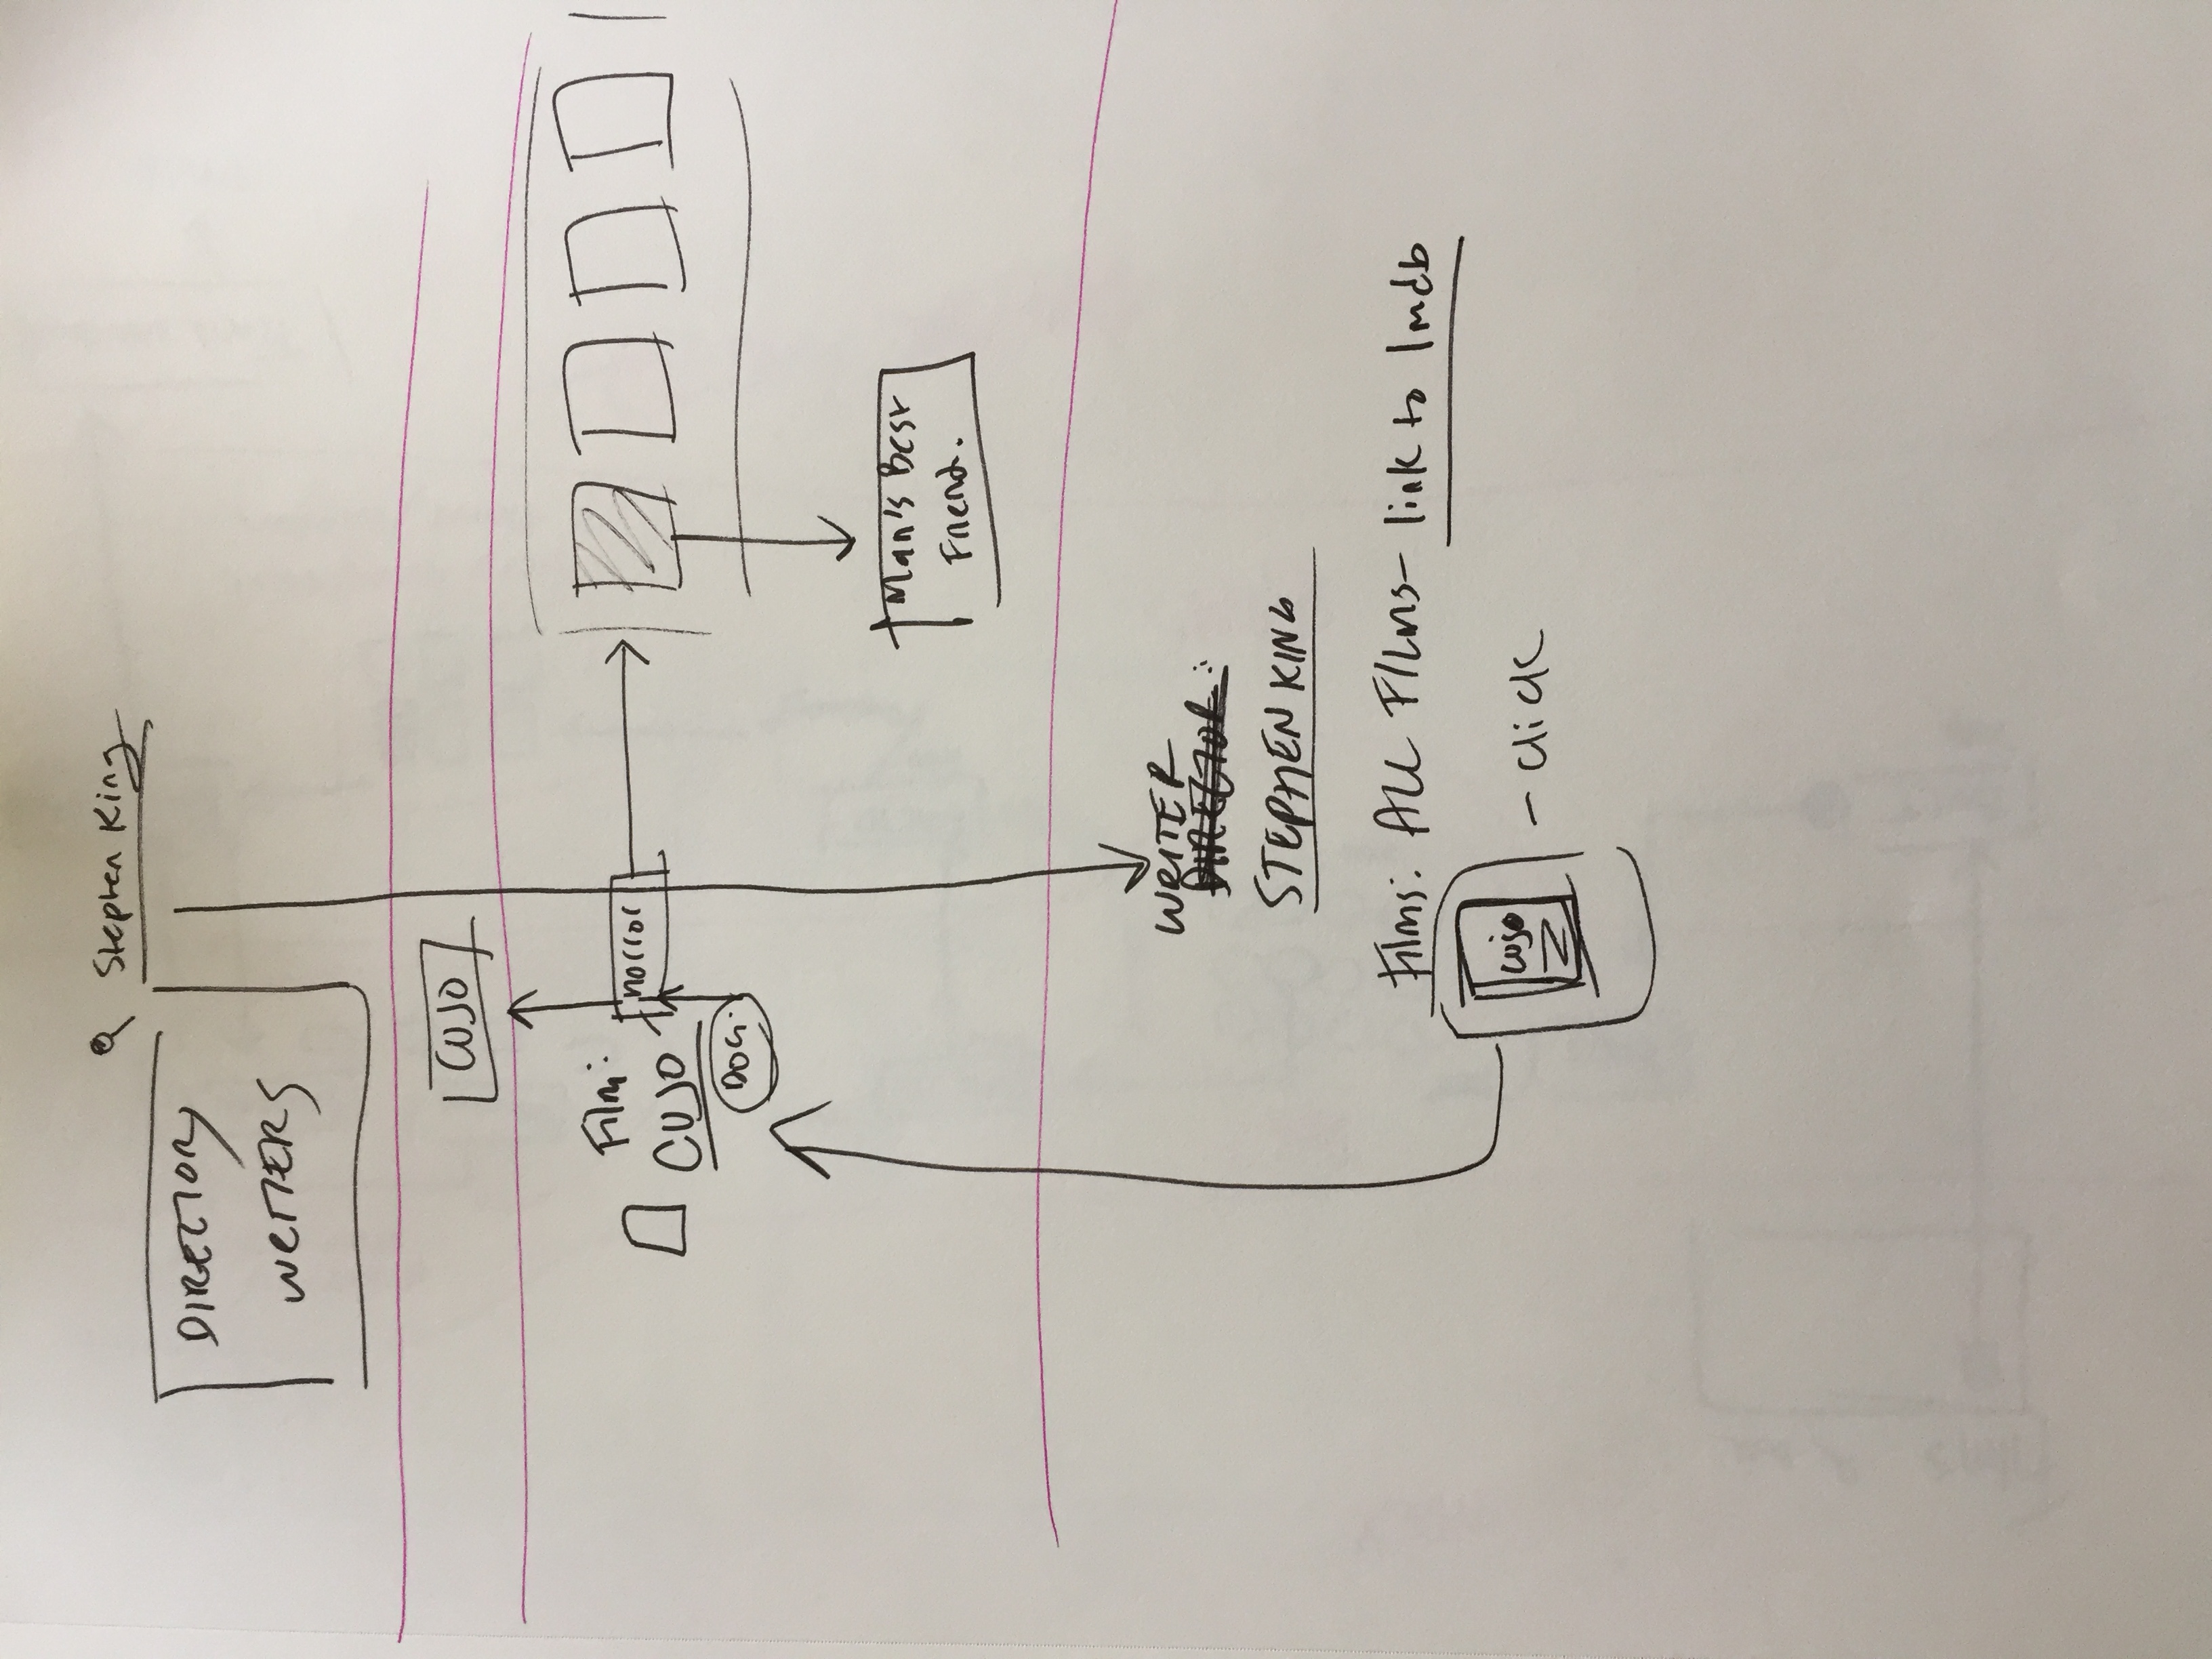 Stephen King
DIRECTORY
WRITERS
CUJO
Film:
horror
CUJO
DOG.
Man's Best
Friend.
WRITER
DIRECTOR:
STEPHEN KING
Films: ALL FILMS- link to Imdb
Cujo
- click